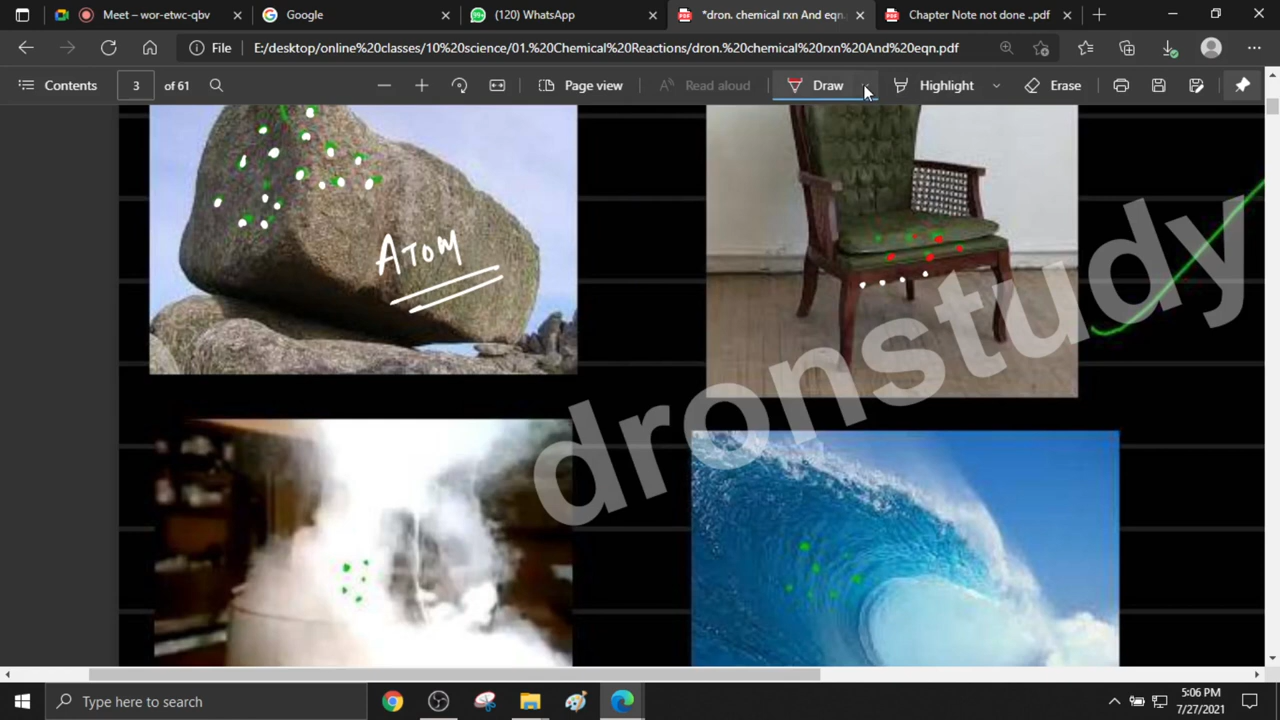 Meet – wor-etwc-qbv
Google
(120) WhatsApp
*dron. chemical rxn And eqn.
Chapter Note not done ..pdf
File
E:/desktop/online%20classes/10%20science/01.%20Chemical%20Reactions/dron.%20chemical%20rxn%20And%20eqn.pdf
Contents
3
of 61
Page view
Read aloud
Draw
Highlight
Erase
ATOM
dronstudy
Type here to search
5:06 PM
7/27/2021